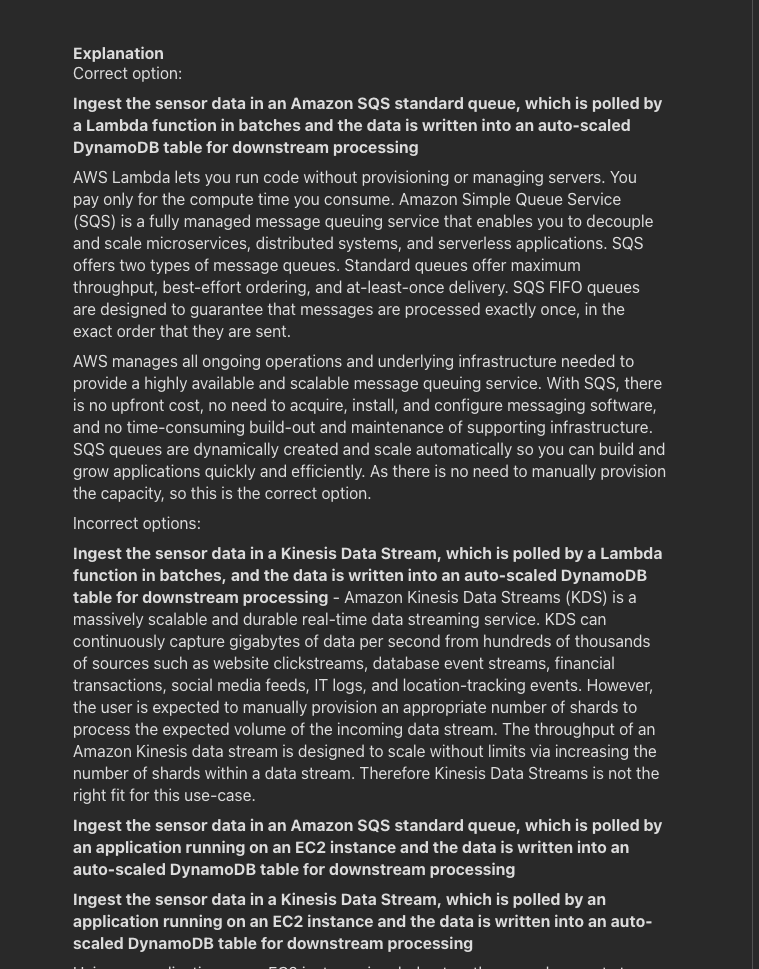 Explanation
Correct option:
Ingest the sensor data in an Amazon SQS standard queue, which is polled by
a Lambda function in batches and the data is written into an auto-scaled
DynamoDB table for downstream processing
AWS Lambda lets you run code without provisioning or managing servers. You
pay only for the compute time you consume. Amazon Simple Queue Service
(SQS) is a fully managed message queuing service that enables you to decouple
and scale microservices, distributed systems, and serverless applications. SQS
offers two types of message queues. Standard queues offer maximum
throughput, best-effort ordering, and at-least-once delivery. SQS FIFO queues
are designed to guarantee that messages are processed exactly once, in the
exact order that they are sent.
AWS manages all ongoing operations and underlying infrastructure needed to
provide a highly available and scalable message queuing service. With SQS, there
is no upfront cost, no need to acquire, install, and configure messaging software,
and no time-consuming build-out and maintenance of supporting infrastructure.
SQS queues are dynamically created and scale automatically so you can build and
grow applications quickly and efficiently. As there is no need to manually provision
the capacity, so this is the correct option.
Incorrect options:
Ingest the sensor data in a Kinesis Data Stream, which is polled by a Lambda
function in batches, and the data is written into an auto-scaled DynamoDB
table for downstream processing - Amazon Kinesis Data Streams (KDS) is a
massively scalable and durable real-time data streaming service. KDS can
continuously capture gigabytes of data per second from hundreds of thousands
of sources such as website clickstreams, database event streams, financial
transactions, social media feeds, IT logs, and location-tracking events. However,
the user is expected to manually provision an appropriate number of shards to
process the expected volume of the incoming data stream. The throughput of an
Amazon Kinesis data stream is designed to scale without limits via increasing the
number of shards within a data stream. Therefore Kinesis Data Streams is not the
right fit for this use-case.
Ingest the sensor data in an Amazon SQS standard queue, which is polled by
an application running on an EC2 instance and the data is written into an
auto-scaled DynamoDB table for downstream processing
Ingest the sensor data in a Kinesis Data Stream, which is polled by an
application running on an EC2 instance and the data is written into an auto-
scaled DynamoDB table for downstream processing